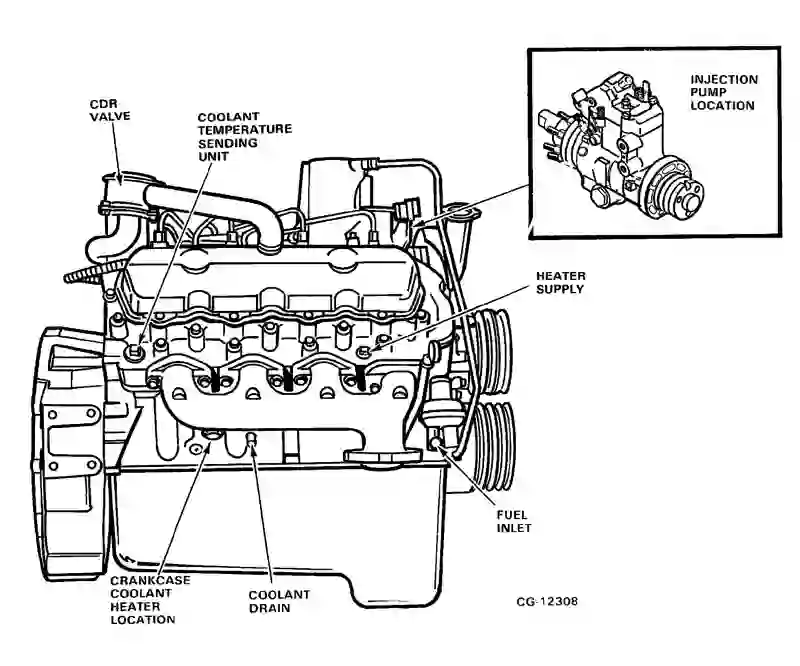 CDR
VALVE
COOLANT
TEMPERATURE
SENDING
UNIT
INJECTION
PUMP
LOCATION
HEATER
SUPPLY
FUEL
INLET
CRANKCASE
COOLANT
HEATER
LOCATION
COOLANT
DRAIN
CG-12308